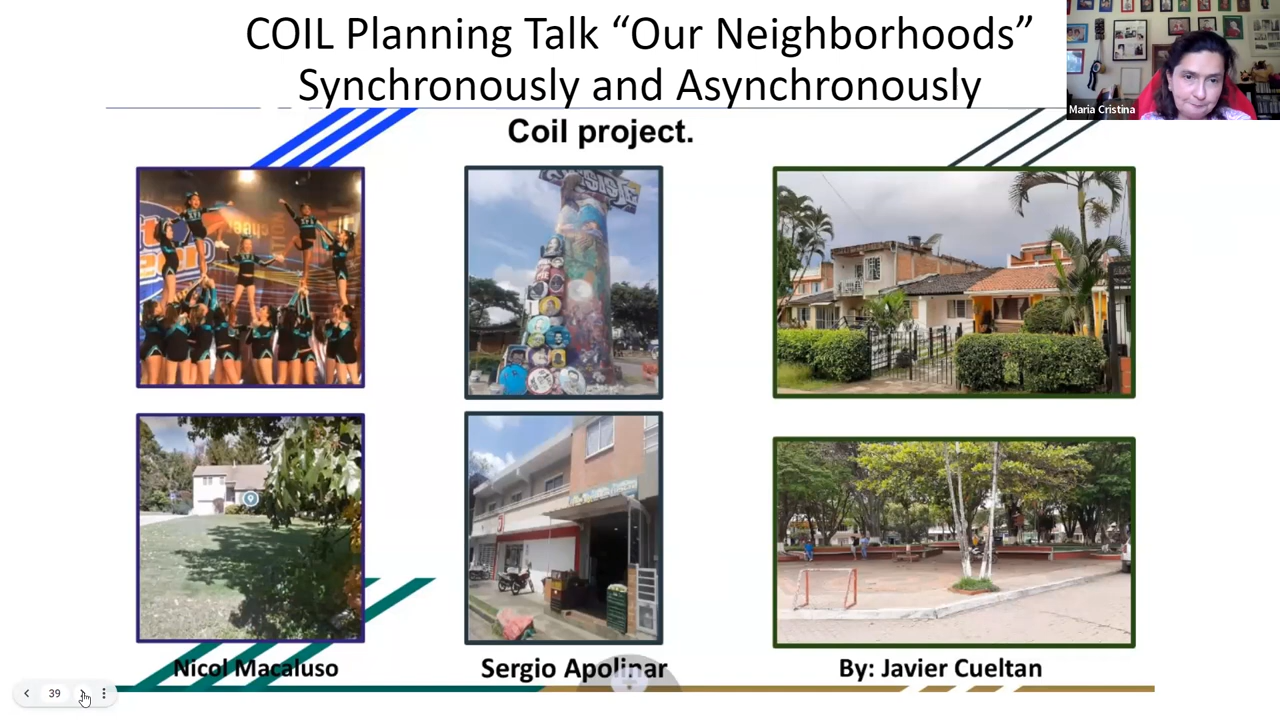 COIL Planning Talk “Our Neighborhoods”
Synchronously and Asynchronously
Maria Cristina
Coil project.
Nicol Macaluso
Sergio Apolinar
By: Javier Cueltan
39